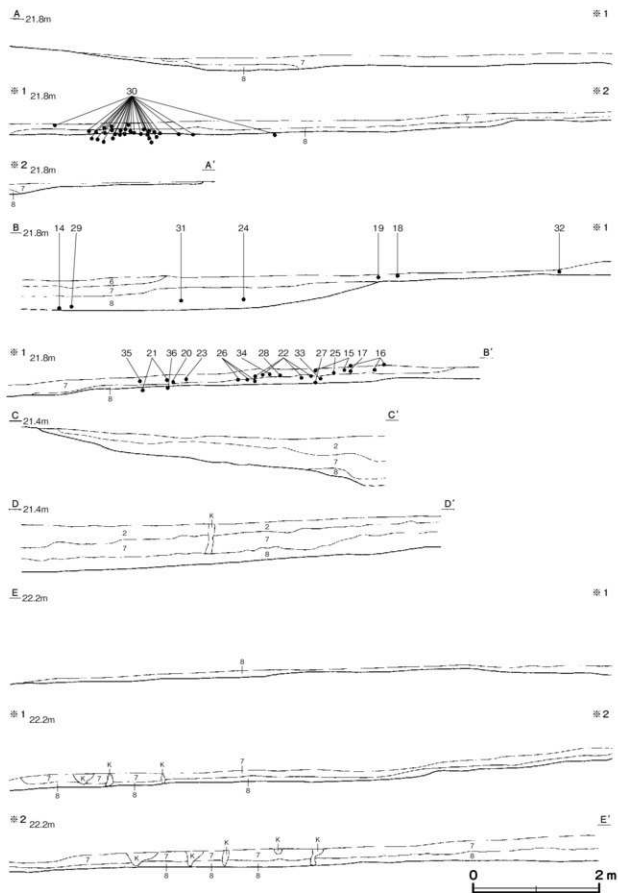 A 21.8m ※1
7
8
※1 21.8m 30 ※2
7
8
※2 21.8m A′
7
8
B 21.8m ※1
14 29 31 24 19 18 32
6
7
8
※1 21.8m B′
35 21 36 20 23 26 34 28 22 33 27 25 15 17 16
7
8
C 21.4m C′
2
7
8
D 21.4m D′
K
2 2
7 7
8 8
E 22.2m ※1
8
※1 22.2m ※2
K K 7
7 K 7
8 8 8
※2 22.2m E′
K K K
7 K K 7 7 7
8 8 8 8
0 2 m